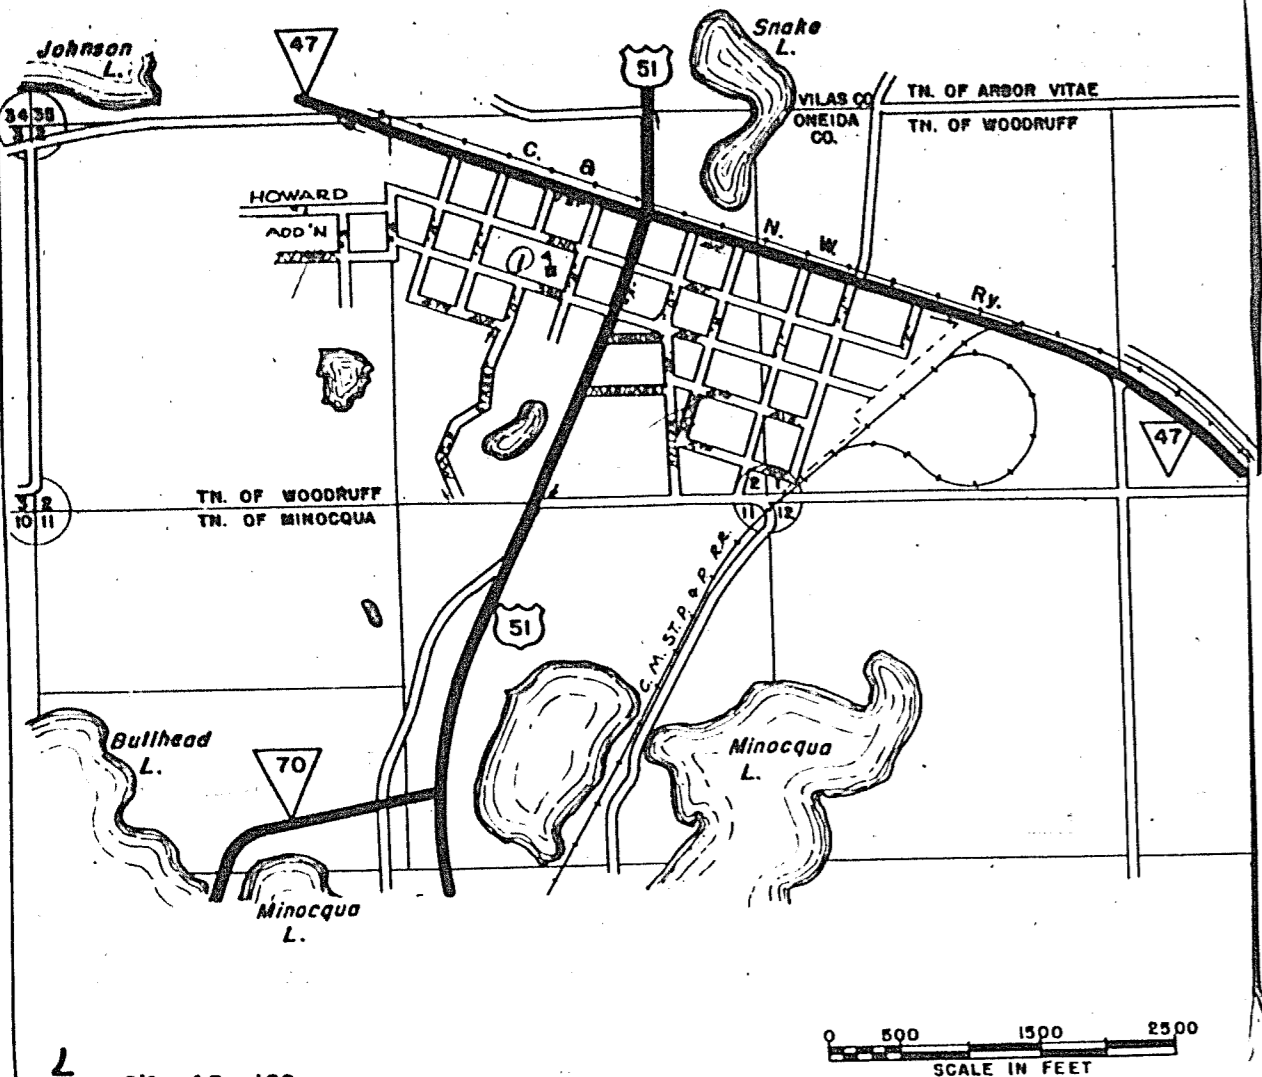 Johnson
L.
47
51
Snake
L.
VILAS CO.
ONEIDA
CO.
TN. OF ARBOR VITAE
TN. OF WOODRUFF
34 35
3 2
C. & N. W. Ry.
HOWARD
ADD'N
47
TN. OF WOODRUFF
TN. OF MINOCQUA
3 2
10 11
2 1
11 12
C. M. ST. P. & P. R.R.
51
Bullhead
L.
70
Minocqua
L.
Minocqua
L.
0 500 1500 2500
SCALE IN FEET